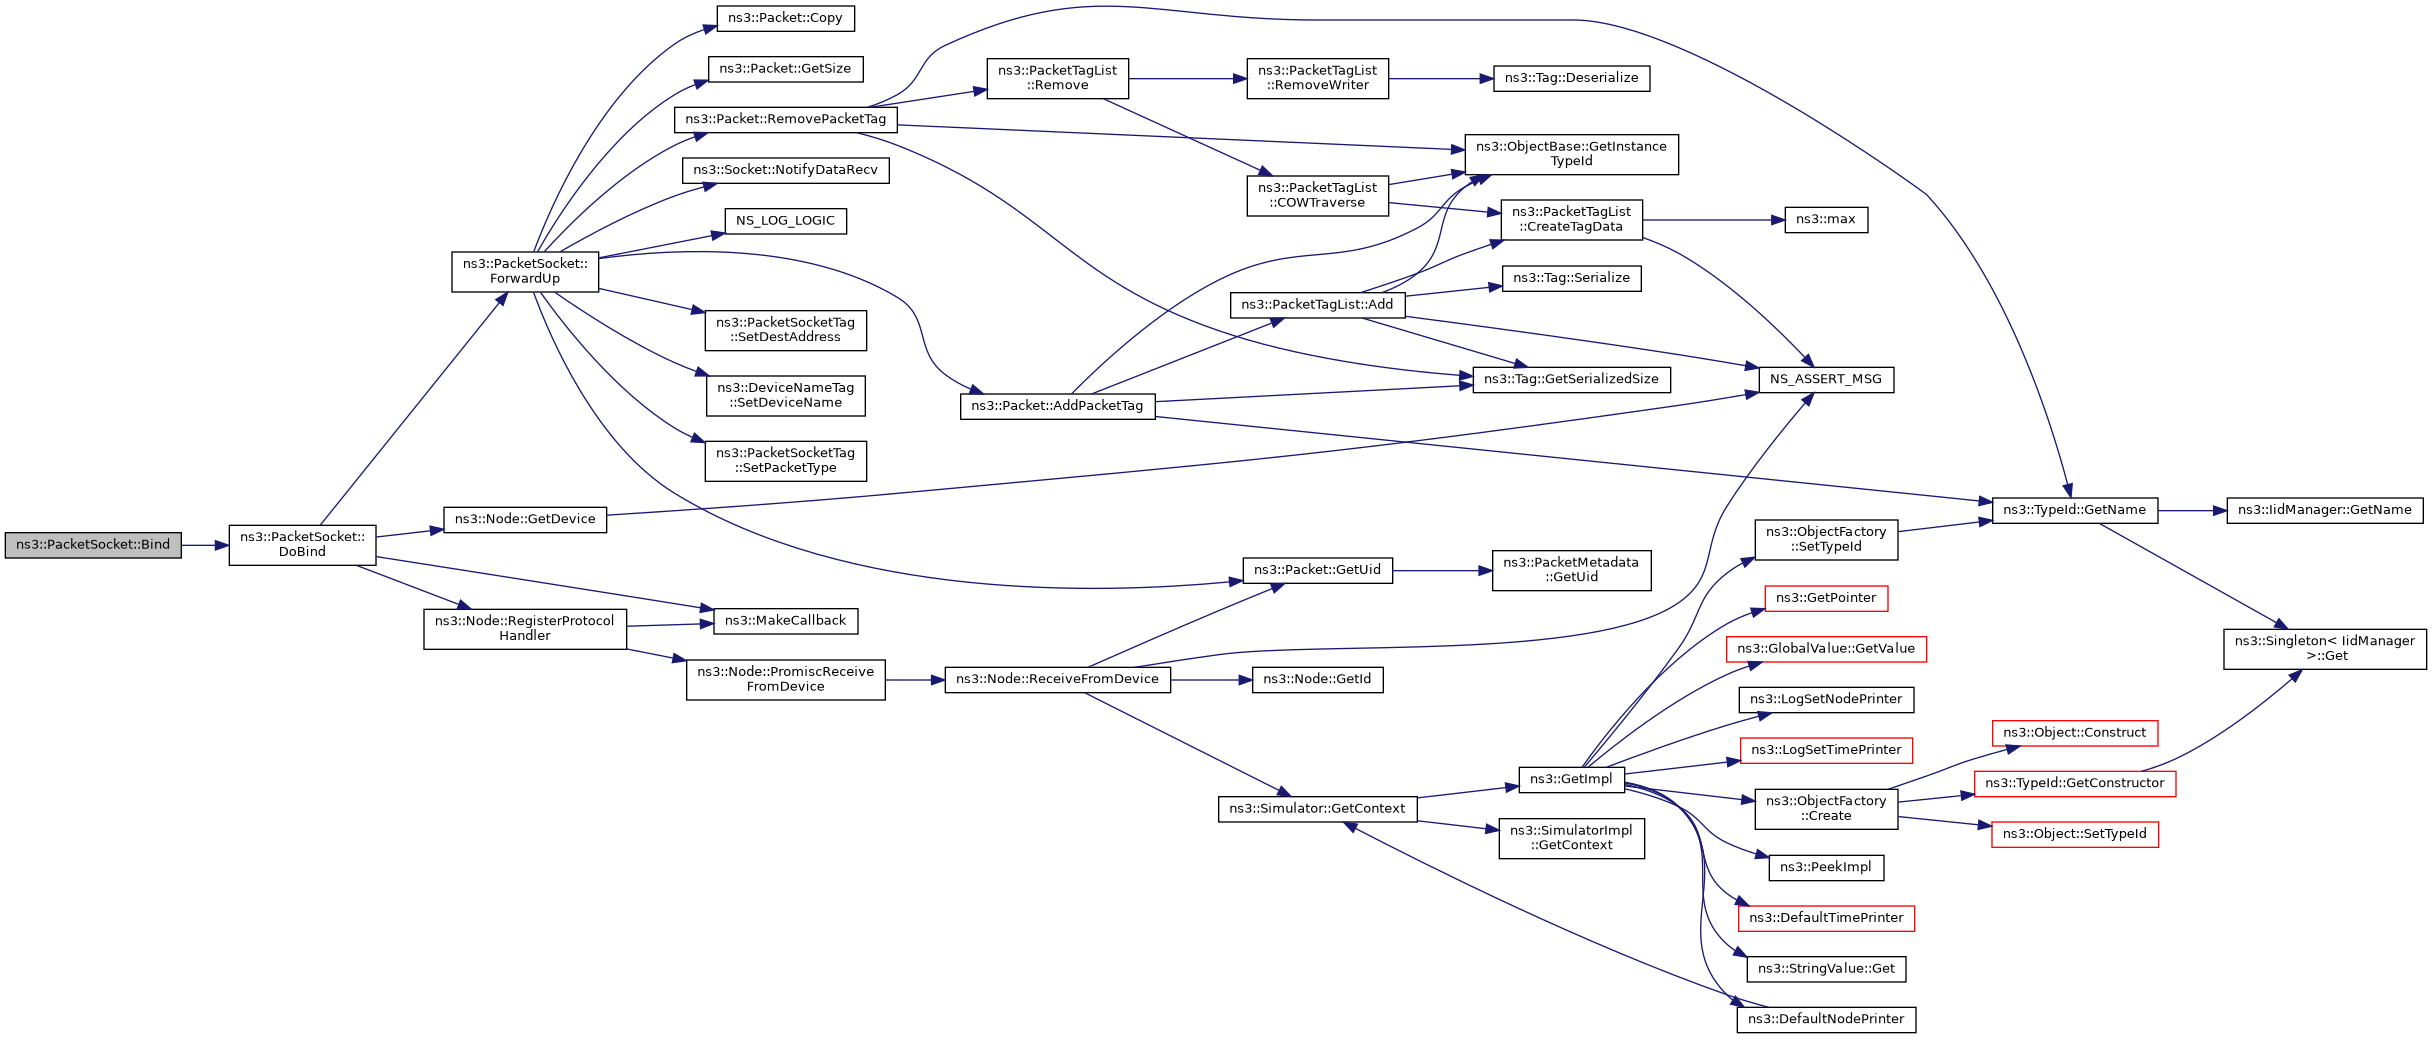 ns3::PacketSocket::Bind
ns3::PacketSocket::
DoBind
ns3::PacketSocket::
ForwardUp
ns3::Node::GetDevice
ns3::Node::RegisterProtocol
Handler
ns3::Packet::Copy
ns3::Packet::GetSize
ns3::Packet::RemovePacketTag
ns3::Socket::NotifyDataRecv
NS_LOG_LOGIC
ns3::PacketSocketTag
::SetDestAddress
ns3::DeviceNameTag
::SetDeviceName
ns3::PacketSocketTag
::SetPacketType
ns3::MakeCallback
ns3::Node::PromiscReceive
FromDevice
ns3::PacketTagList
::Remove
ns3::Packet::AddPacketTag
ns3::Node::ReceiveFromDevice
ns3::PacketTagList
::RemoveWriter
ns3::PacketTagList
::COWTraverse
ns3::PacketTagList::Add
ns3::Packet::GetUid
ns3::Node::GetId
ns3::Simulator::GetContext
ns3::Tag::Deserialize
ns3::ObjectBase::GetInstance
TypeId
ns3::PacketTagList
::CreateTagData
ns3::Tag::Serialize
ns3::Tag::GetSerializedSize
ns3::PacketMetadata
::GetUid
ns3::GetImpl
ns3::SimulatorImpl
::GetContext
ns3::max
NS_ASSERT_MSG
ns3::ObjectFactory
::SetTypeId
ns3::GetPointer
ns3::GlobalValue::GetValue
ns3::LogSetNodePrinter
ns3::LogSetTimePrinter
ns3::ObjectFactory
::Create
ns3::PeekImpl
ns3::DefaultTimePrinter
ns3::StringValue::Get
ns3::DefaultNodePrinter
ns3::TypeId::GetName
ns3::Object::Construct
ns3::TypeId::GetConstructor
ns3::Object::SetTypeId
ns3::IidManager::GetName
ns3::Singleton< IidManager
>::Get